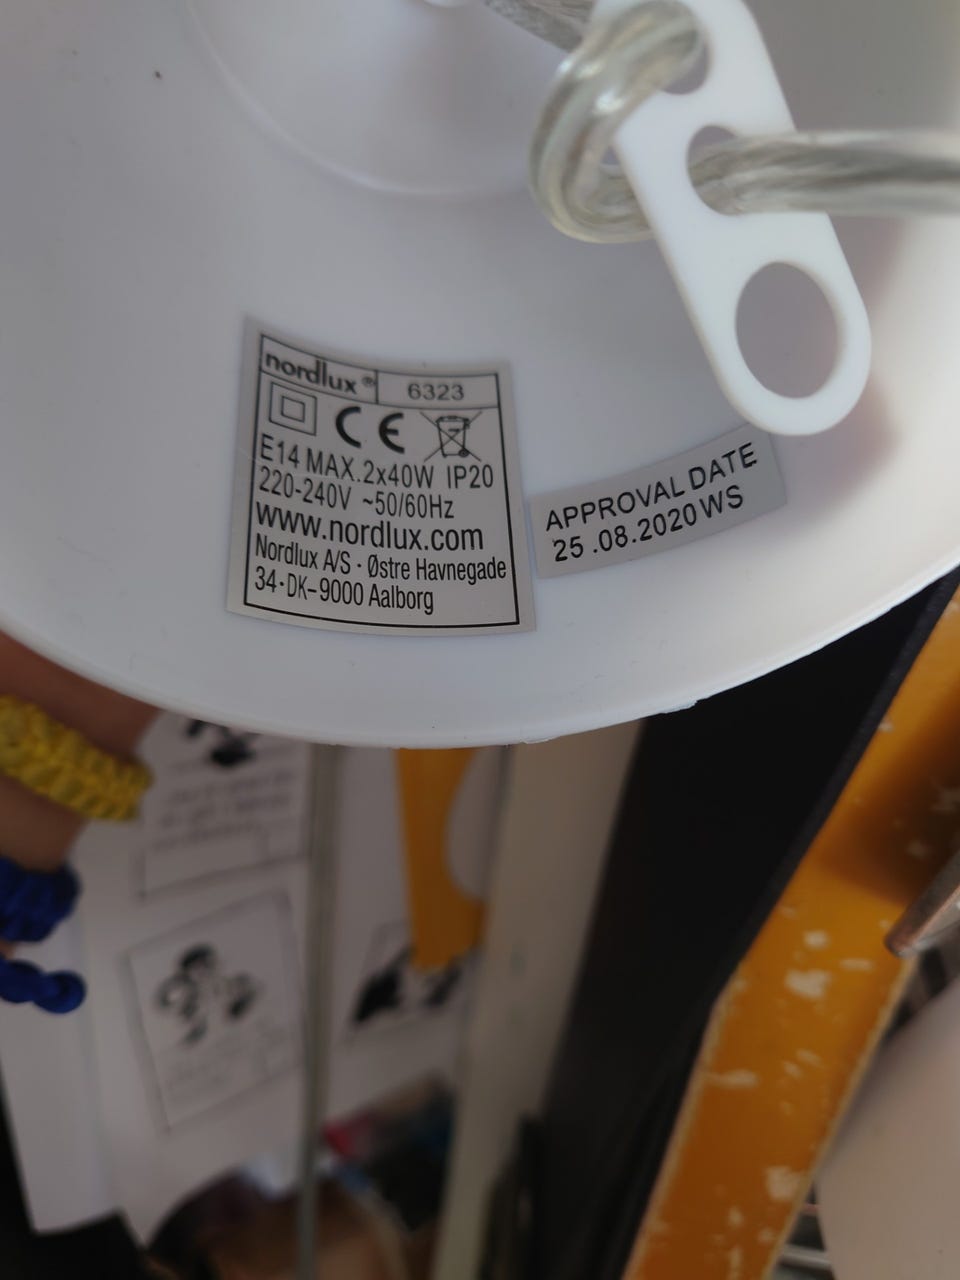 nordlux® 6323
CE
E14 MAX.2x40W IP20
220-240V ~50/60Hz
www.nordlux.com
Nordlux A/S · Østre Havnegade
34·DK-9000 Aalborg
APPROVAL DATE
25.08.2020 WS